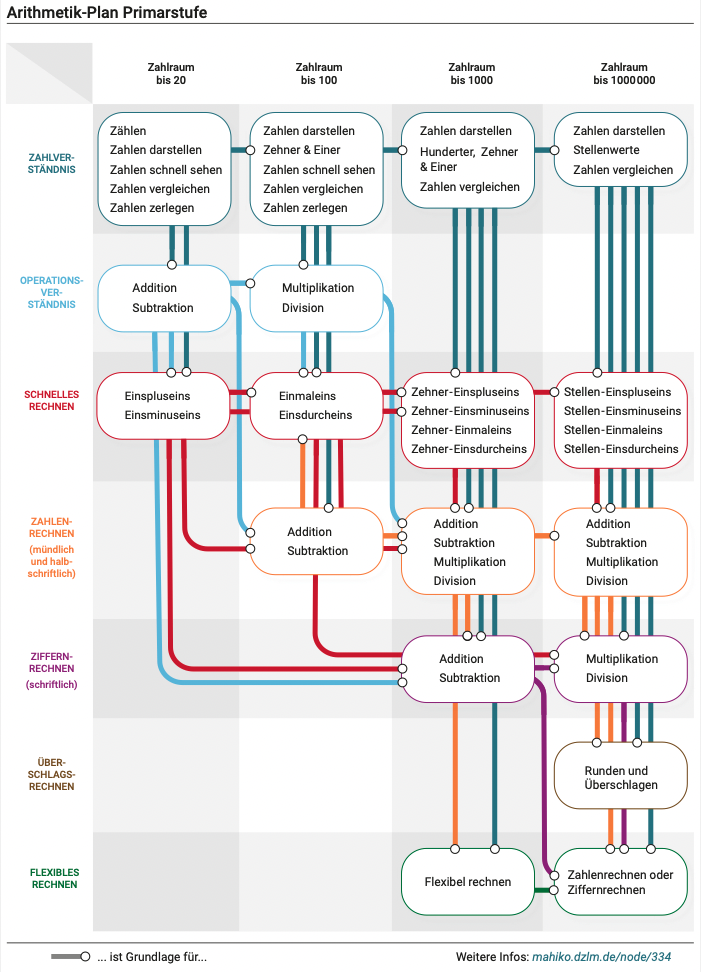 Arithmetik-Plan Primarstufe
Zahlraum
bis 20
Zahlraum
bis 100
Zahlraum
bis 1000
Zahlraum
bis 1000000
ZAHLVER-
STÄNDNIS
Zählen
Zahlen darstellen
Zahlen schnell sehen
Zahlen vergleichen
Zahlen zerlegen
Zahlen darstellen
Zehner & Einer
Zahlen schnell sehen
Zahlen vergleichen
Zahlen zerlegen
Zahlen darstellen
Hunderter, Zehner
& Einer
Zahlen vergleichen
Zahlen darstellen
Stellenwerte
Zahlen vergleichen
OPERATIONS-
VER-
STÄNDNIS
Addition
Subtraktion
Multiplikation
Division
SCHNELLES
RECHNEN
Einspluseins
Einsminuseins
Einmaleins
Einsdurcheins
Zehner-Einspluseins
Zehner-Einsminuseins
Zehner-Einmaleins
Zehner-Einsdurcheins
Stellen-Einspluseins
Stellen-Einsminuseins
Stellen-Einmaleins
Stellen-Einsdurcheins
ZAHLEN-
RECHNEN
(mündlich
und halb-
schriftlich)
Addition
Subtraktion
Addition
Subtraktion
Multiplikation
Division
Addition
Subtraktion
Multiplikation
Division
ZIFFERN-
RECHNEN
(schriftlich)
Addition
Subtraktion
Multiplikation
Division
ÜBER-
SCHLAGS-
RECHNEN
Runden und
Überschlagen
FLEXIBLES
RECHNEN
Flexibel rechnen
Zahlenrechnen oder
Ziffernrechnen
... ist Grundlage für...
Weitere Infos: mahiko.dzlm.de/node/334